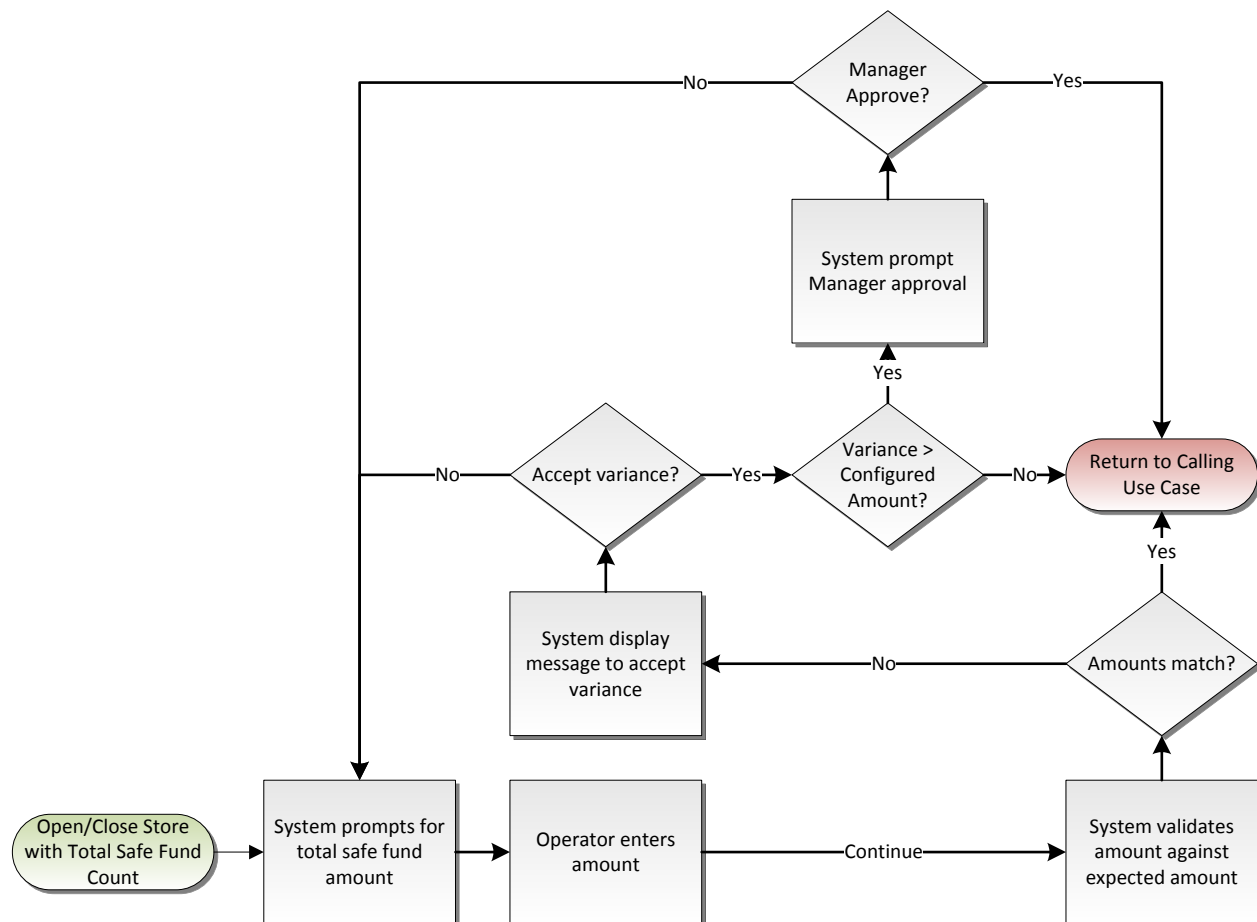 Manager
Approve?
No
Yes
System prompt
Manager approval
Yes
Accept variance?
Variance >
Configured
Amount?
Return to Calling
Use Case
No
Yes
No
Yes
System display
message to accept
variance
No
Amounts match?
Open/Close Store
with Total Safe Fund
Count
System prompts for
total safe fund
amount
Operator enters
amount
Continue
System validates
amount against
expected amount